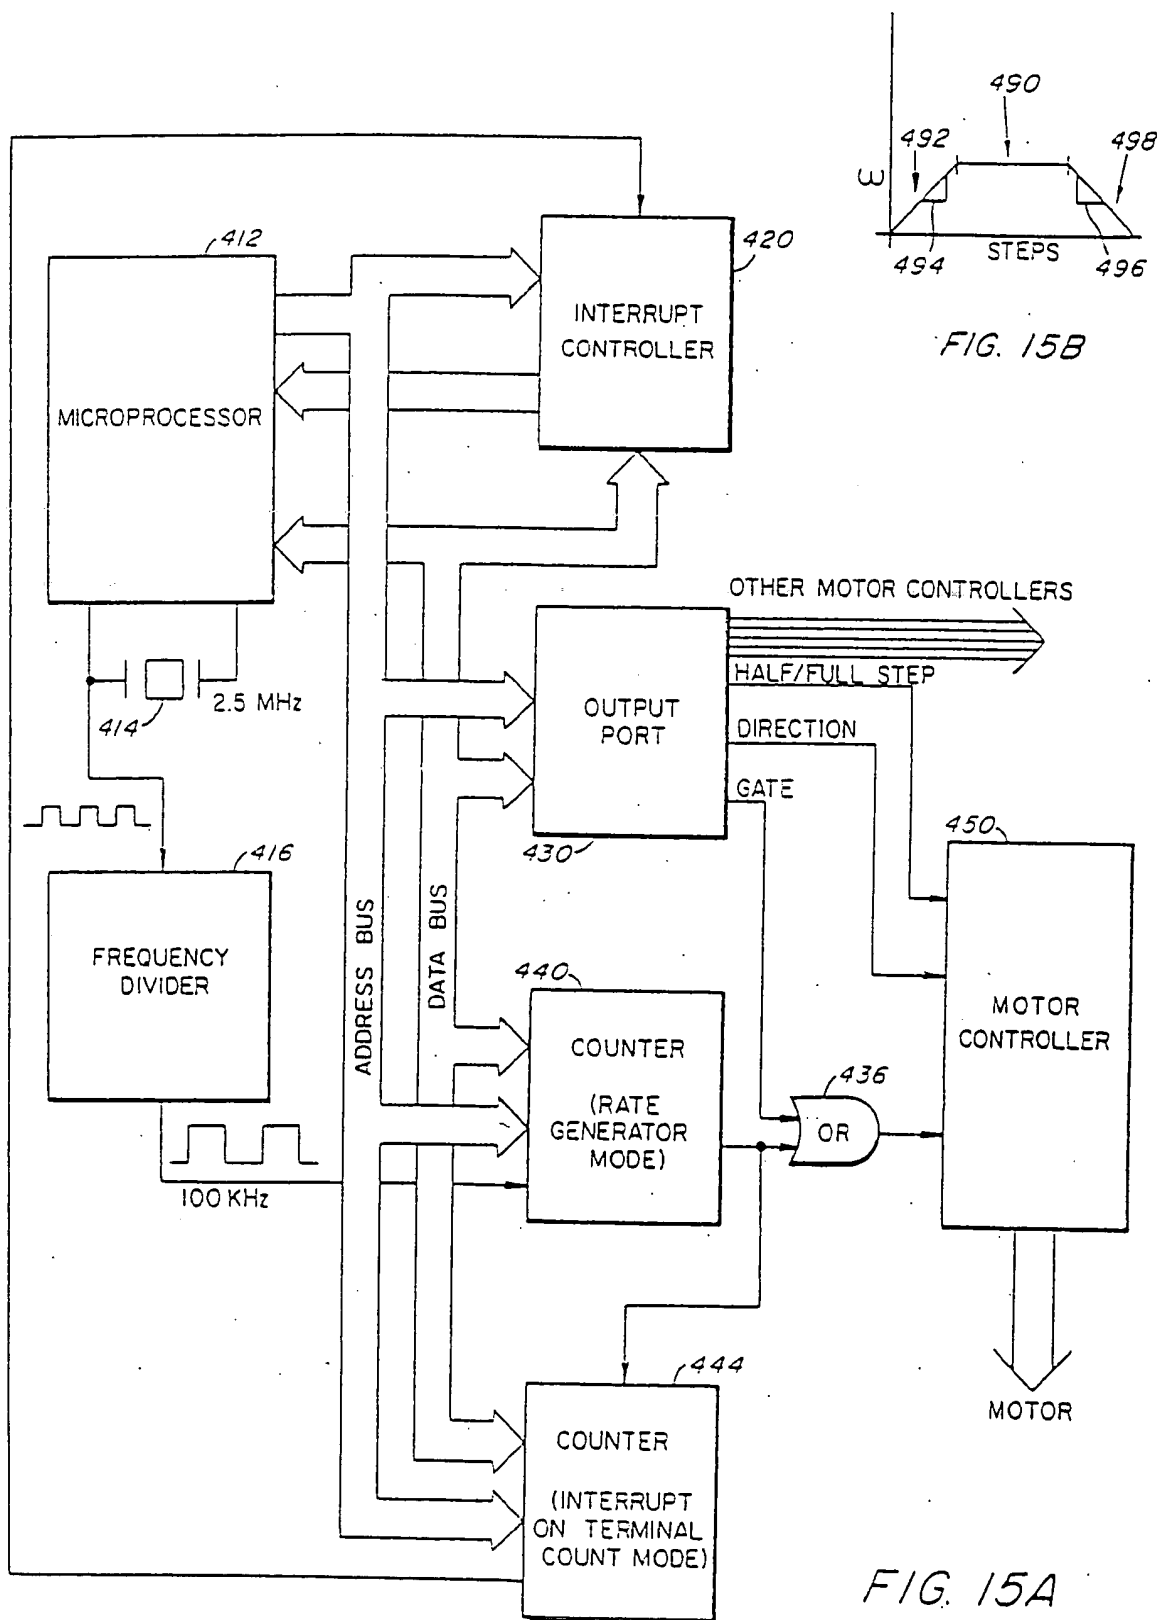 490
492
498
ω
STEPS
494
496
FIG. 15B
412
420
MICROPROCESSOR
INTERRUPT
CONTROLLER
414
2.5 MHz
OTHER MOTOR CONTROLLERS
HALF/FULL STEP
DIRECTION
GATE
OUTPUT
PORT
430
416
FREQUENCY
DIVIDER
ADDRESS BUS
DATA BUS
450
MOTOR
CONTROLLER
440
COUNTER
(RATE
GENERATOR
MODE)
436
OR
100 KHz
444
COUNTER
(INTERRUPT
ON TERMINAL
COUNT MODE)
MOTOR
FIG. 15A